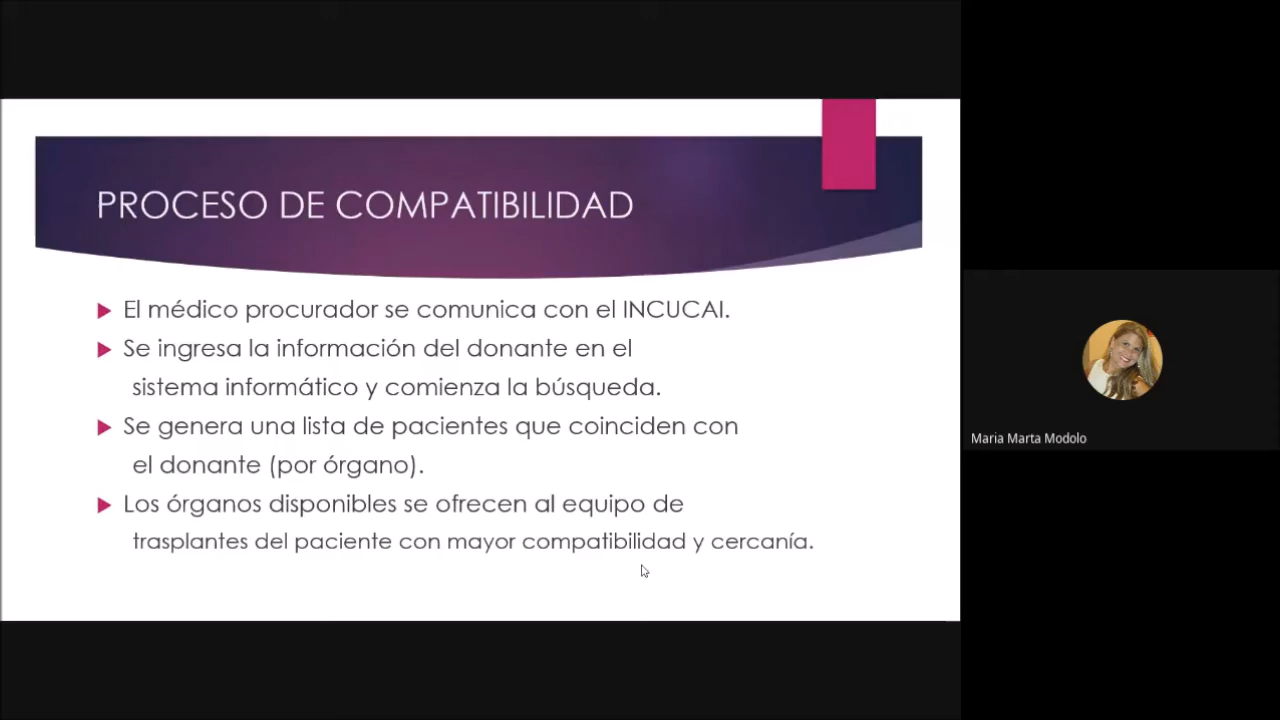 PROCESO DE COMPATIBILIDAD
El médico procurador se comunica con el INCUCAI.
Se ingresa la información del donante en el
sistema informático y comienza la búsqueda.
Se genera una lista de pacientes que coinciden con
el donante (por órgano).
Los órganos disponibles se ofrecen al equipo de
trasplantes del paciente con mayor compatibilidad y cercanía.
Maria Marta Modolo